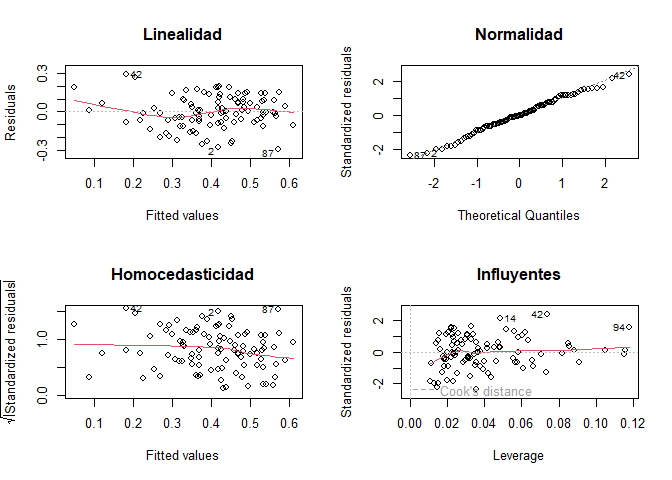 Linealidad
Residuals
0.3
0.0
-0.3
42
2
87
0.1 0.2 0.3 0.4 0.5 0.6
Fitted values
Normalidad
Standardized residuals
2
0
-2
42
87 2
-2 -1 0 1 2
Theoretical Quantiles
Homocedasticidad
√|Standardized residuals|
1.0
0.0
42
2
87
0.1 0.2 0.3 0.4 0.5 0.6
Fitted values
Influyentes
Standardized residuals
2
0
-2
14
42
94
Cook's distance
0.00 0.02 0.04 0.06 0.08 0.10 0.12
Leverage